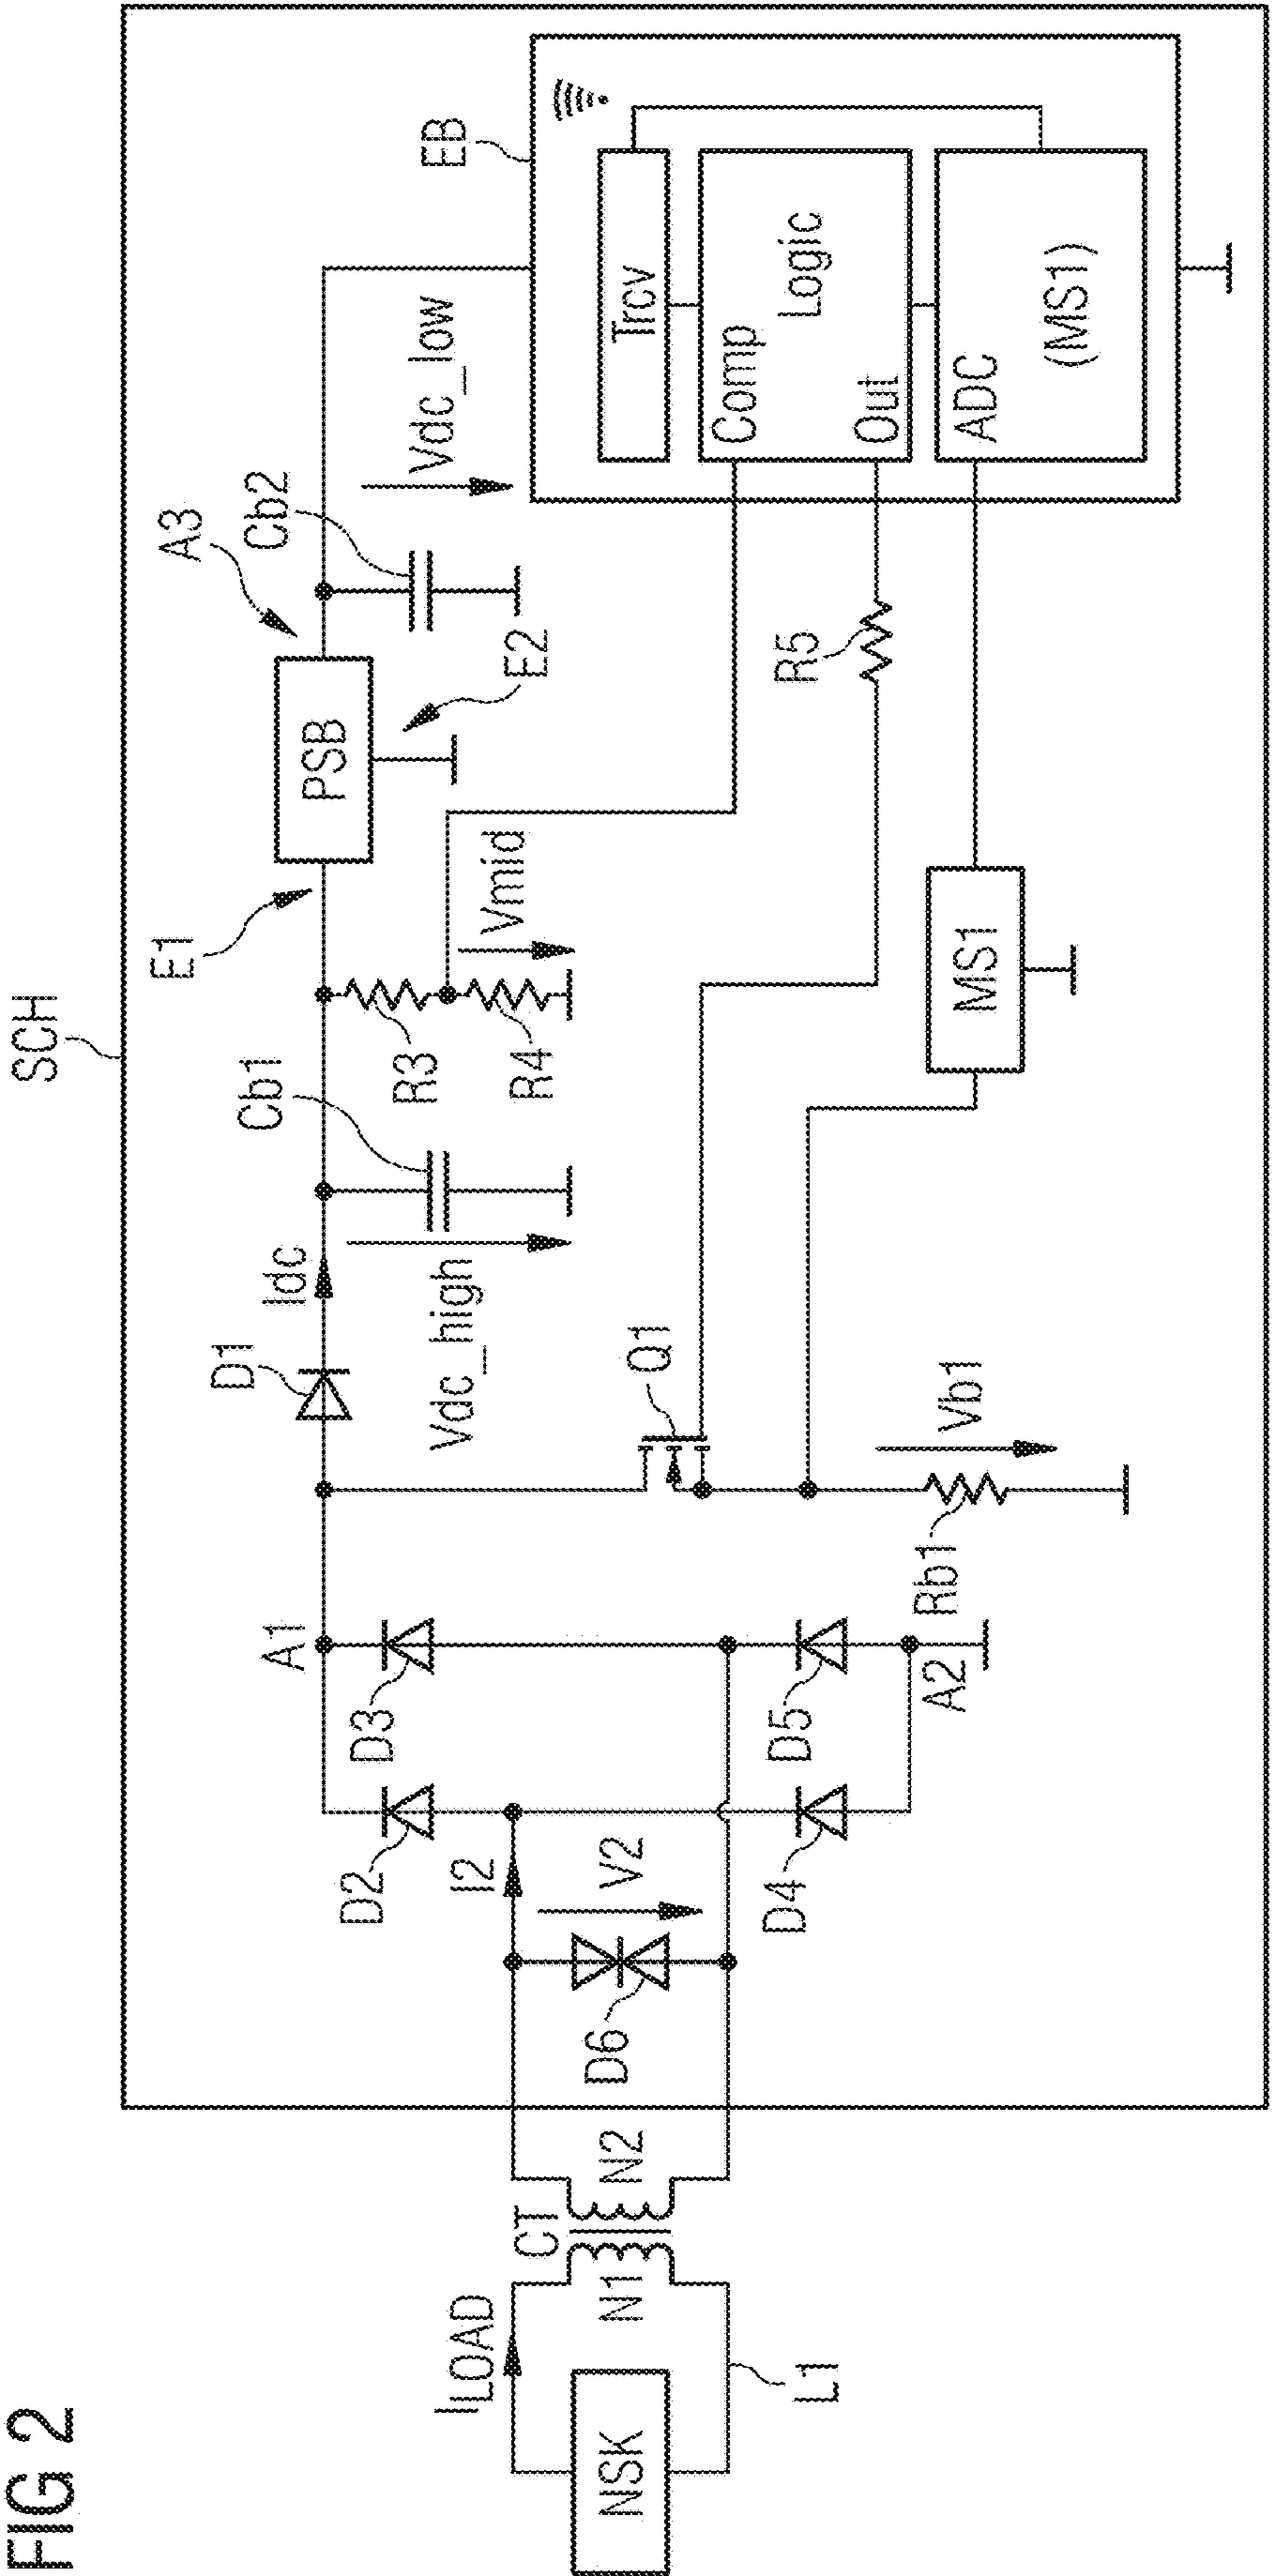 FIG 2
SCH
NSK
I LOAD
L1
CT
N1
N2
D6
V2
I2
D2
D3
D4
D5
A1
A2
D1
Idc
Vdc_high
Cb1
Q1
Rb1
Vb1
E1
R3
R4
Vmid
PSB
E2
A3
Cb2
Vdc_low
R5
MS1
EB
Trcv
Comp
Logic
Out
ADC
(MS1)